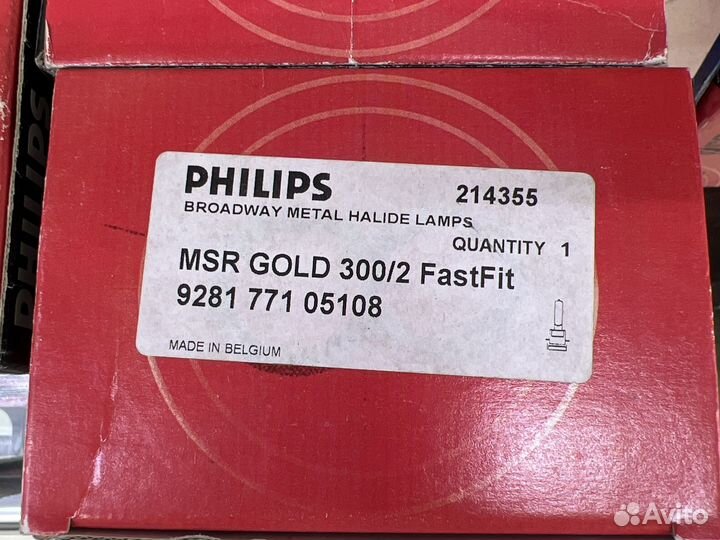 PHILIPS
PHILIPS 214355
BROADWAY METAL HALIDE LAMPS
QUANTITY 1
MSR GOLD 300/2 FastFit
9281 771 05108
MADE IN BELGIUM
Avito